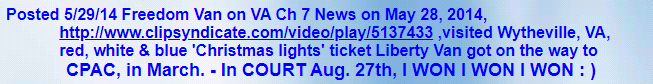 Posted 5/29/14 Freedom Van on VA Ch 7 News on May 28, 2014,
http://www.clipsyndicate.com/video/play/5137433 ,visited Wytheville, VA,
red, white & blue 'Christmas lights' ticket Liberty Van got on the way to
CPAC, in March. - In COURT Aug. 27th, I WON I WON I WON : )